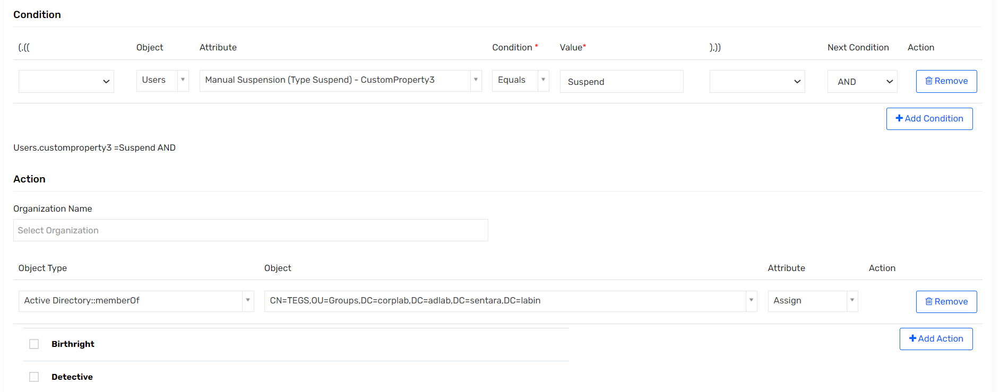 Condition
(,(( Object Attribute Condition * Value* ),)) Next Condition Action
Users Manual Suspension (Type Suspend) - CustomProperty3 Equals Suspend AND Remove
Add Condition
Users.customproperty3 =Suspend AND
Action
Organization Name
Select Organization
Object Type Object Attribute Action
Active Directory::memberOf CN=TEGS,OU=Groups,DC=corplab,DC=adlab,DC=sentara,DC=labin Assign Remove
Birthright Add Action
Detective